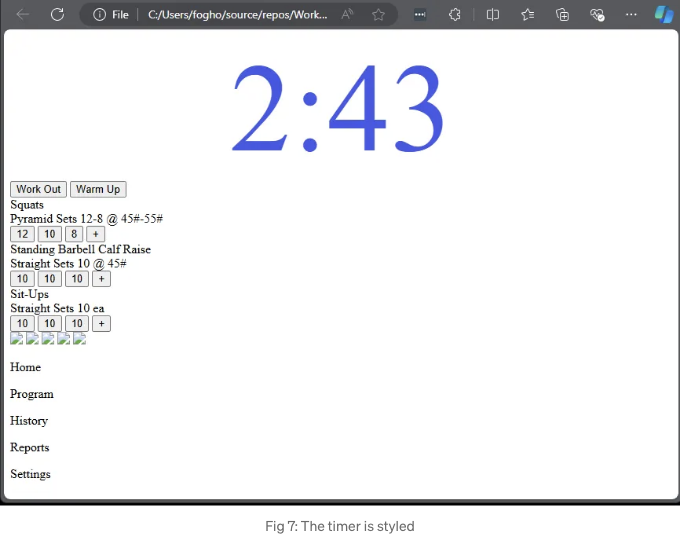 File C:/Users/fogho/source/repos/Work...
2:43
Work Out Warm Up
Squats
Pyramid Sets 12-8 @ 45#-55#
12 10 8 +
Standing Barbell Calf Raise
Straight Sets 10 @ 45#
10 10 10 +
Sit-Ups
Straight Sets 10 ea
10 10 10 +
Home
Program
History
Reports
Settings
Fig 7: The timer is styled